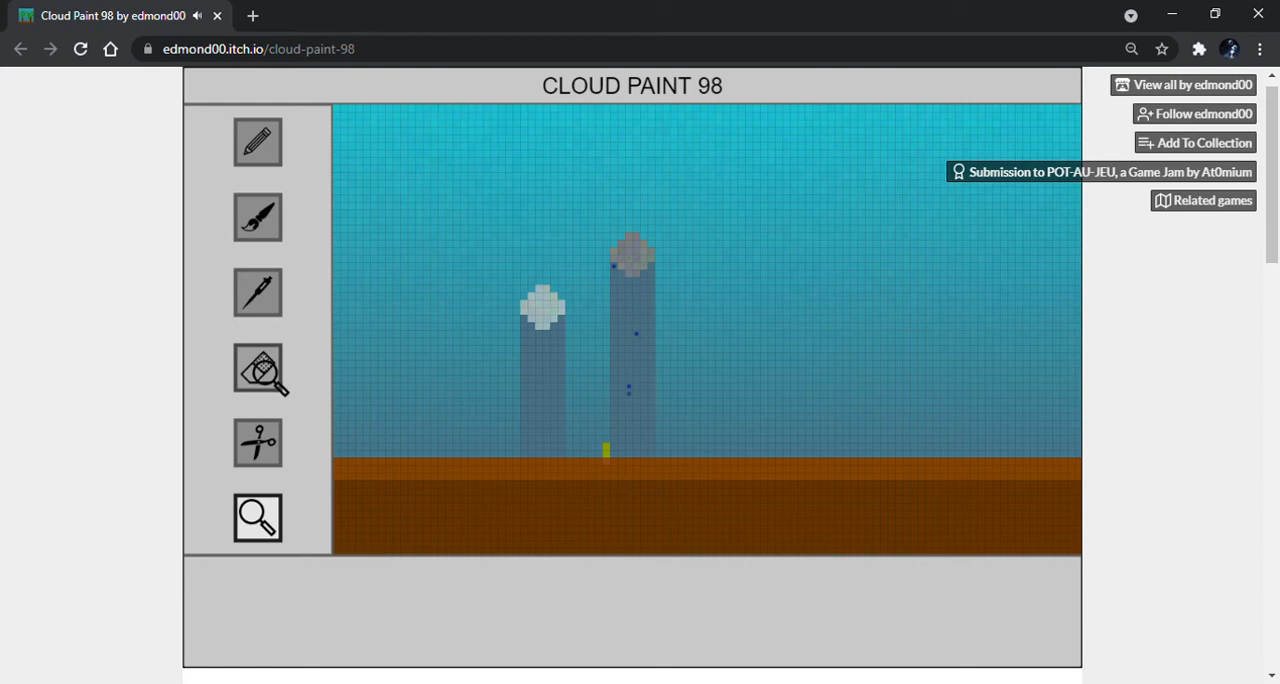 Cloud Paint 98 by edmond00
edmond00.itch.io/cloud-paint-98
CLOUD PAINT 98
View all by edmond00
Follow edmond00
Add To Collection
Submission to POT-AU-JEU, a Game Jam by At0mium
Related games